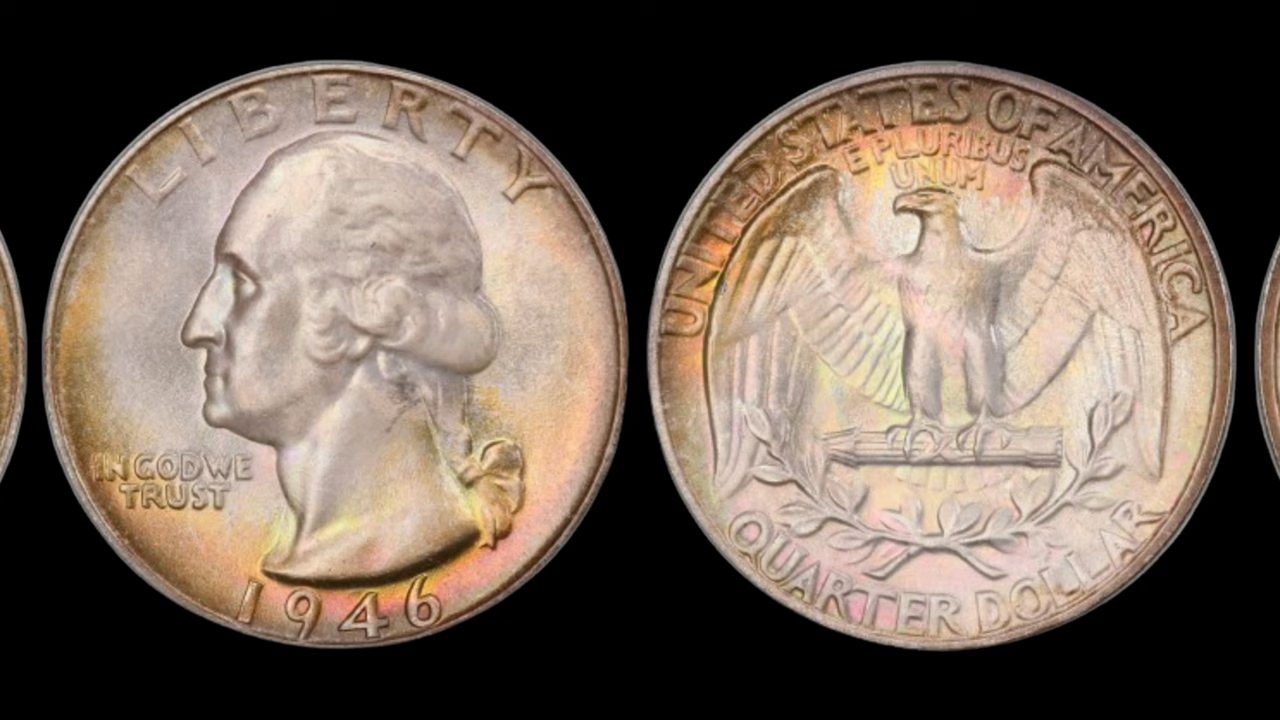 LIBERTY
IN GOD WE
TRUST
1946
UNITED STATES OF AMERICA
E PLURIBUS
UNUM
QUARTER DOLLAR